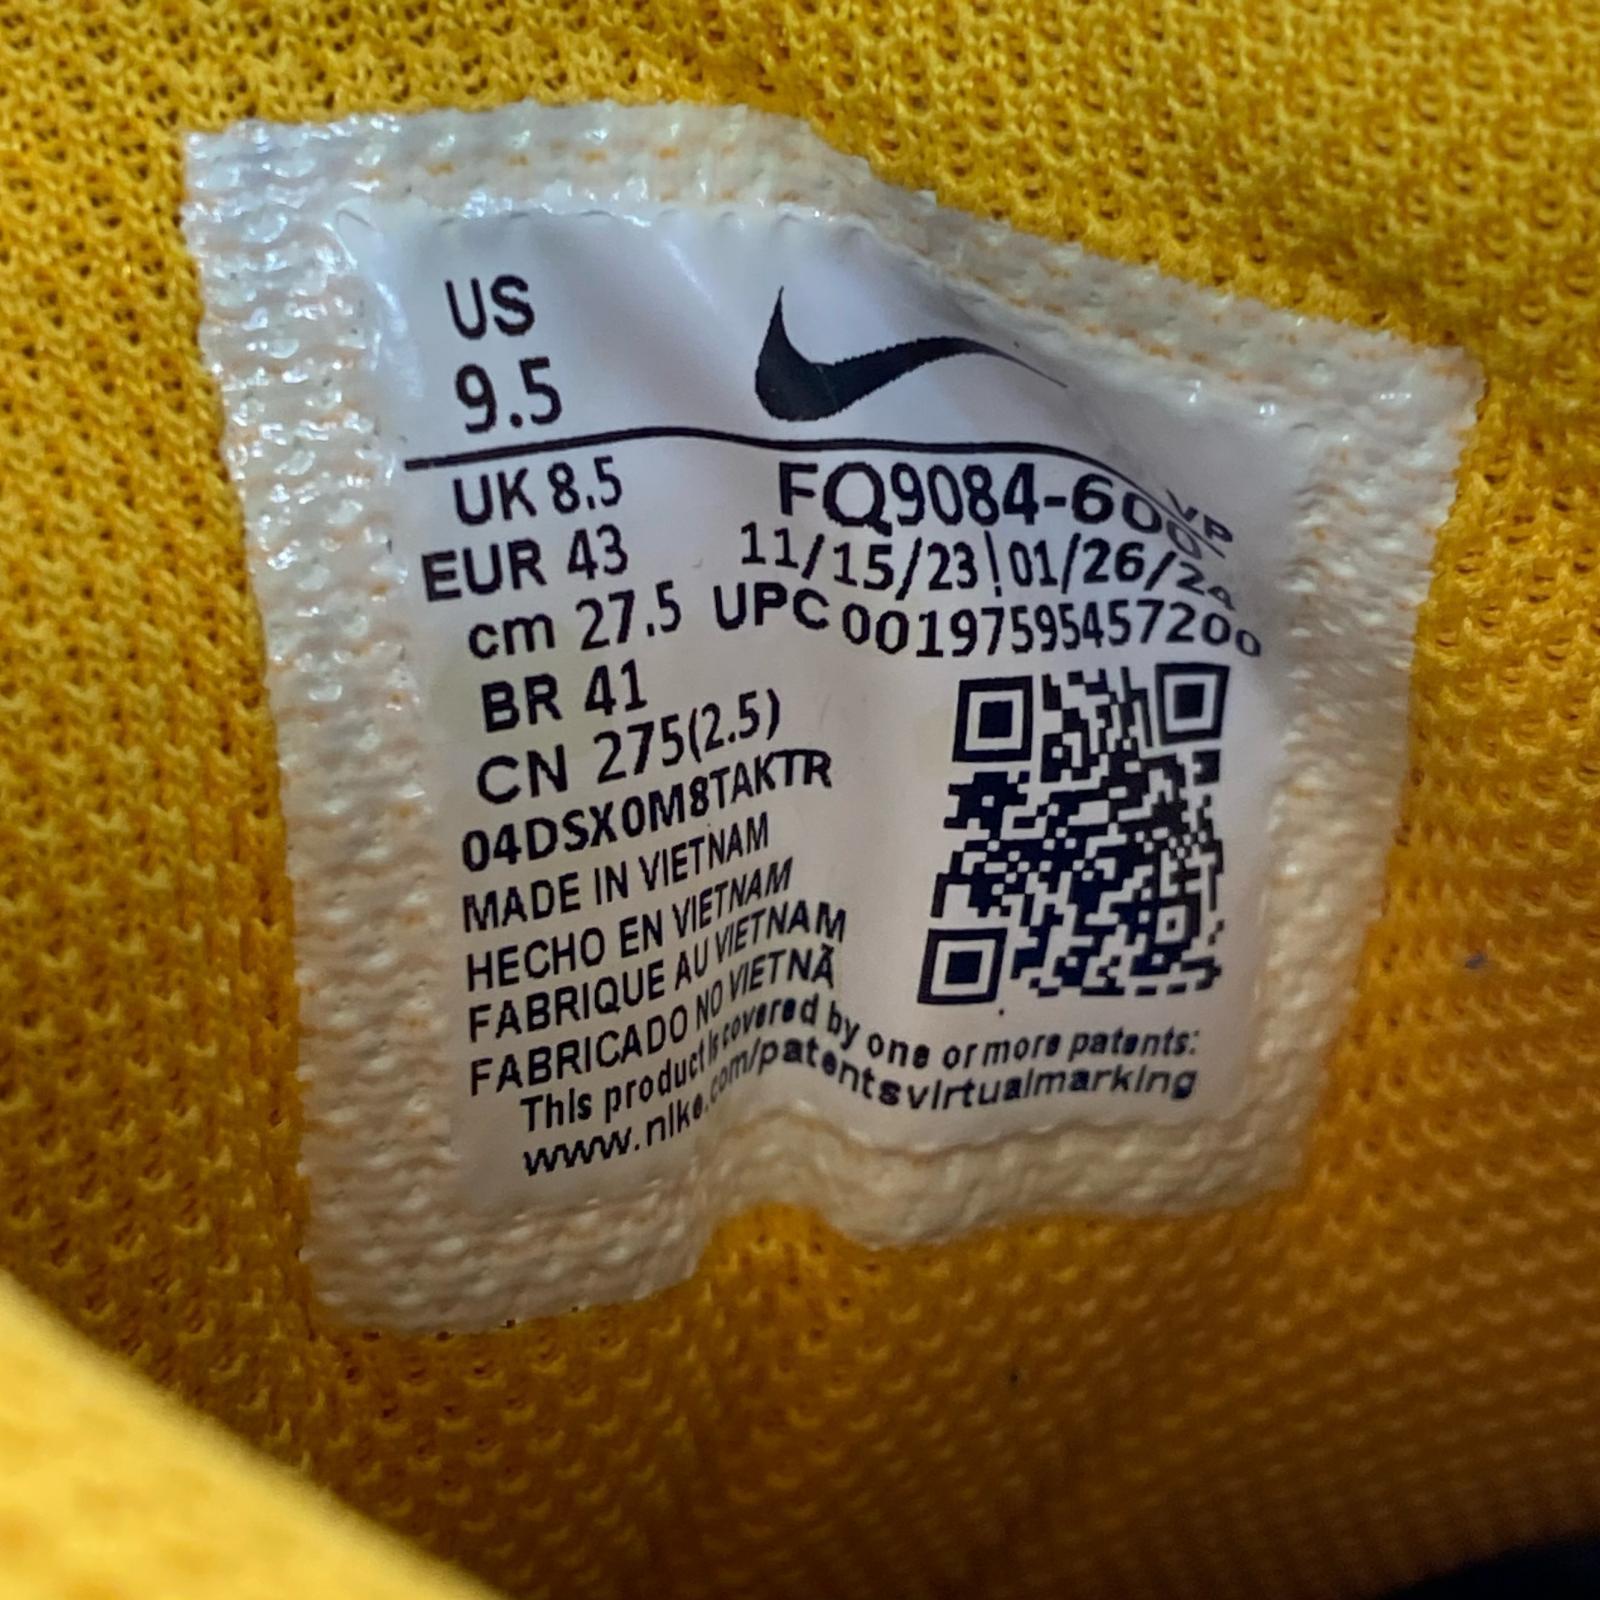 US
9.5
UK 8.5
EUR 43
cm 27.5
BR 41
CN 275(2.5)
04DSX0M8TAKTR
MADE IN VIETNAM
HECHO EN VIETNAM
FABRIQUE AU VIETNAM
FABRICADO NO VIETNÃ
VP
FQ9084-600
11/15/23 | 01/26/24
UPC 00197595457200
This product is covered by one or more patents:
www.nike.com/patentsvirtualmarking